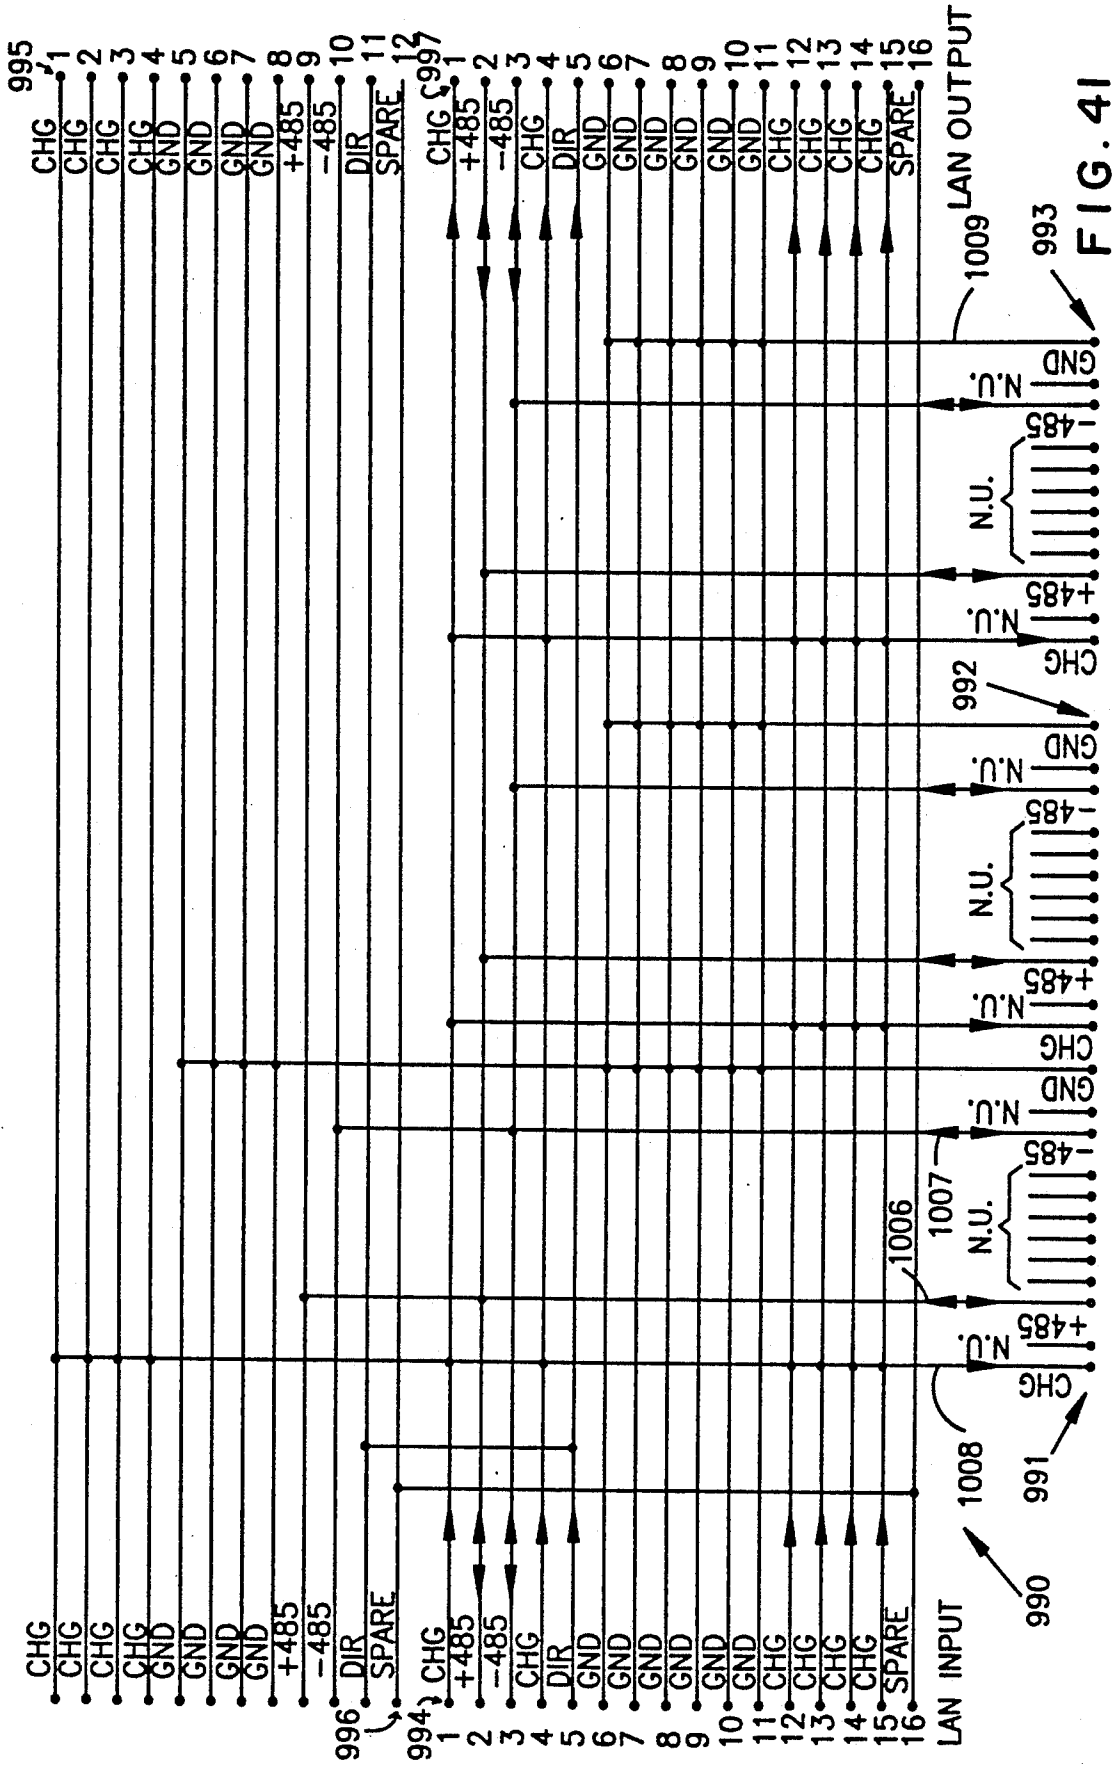 995
CHG 1
CHG 2
CHG 3
CHG 4
GND 5
GND 6
GND 7
GND 8
+485 9
-485 10
DIR 11
SPARE 12
997
CHG 1
+485 2
-485 3
CHG 4
DIR 5
GND 6
GND 7
GND 8
GND 9
GND 10
GND 11
CHG 12
CHG 13
CHG 14
CHG 15
SPARE 16
LAN OUTPUT
CHG
CHG
CHG
CHG
GND
GND
GND
GND
+485
-485
DIR
SPARE
996
994
1 CHG
2 +485
3 -485
4 CHG
5 DIR
6 GND
7 GND
8 GND
9 GND
10 GND
11 GND
12 CHG
13 CHG
14 CHG
15 CHG
16 SPARE
LAN INPUT
990
991
1008
1006
1007
CHG N.U. +485 N.U. -485 N.U. GND
992
CHG N.U. +485 N.U. -485 N.U. GND
993
1009
CHG N.U. +485 N.U. -485 N.U. GND
FIG. 41